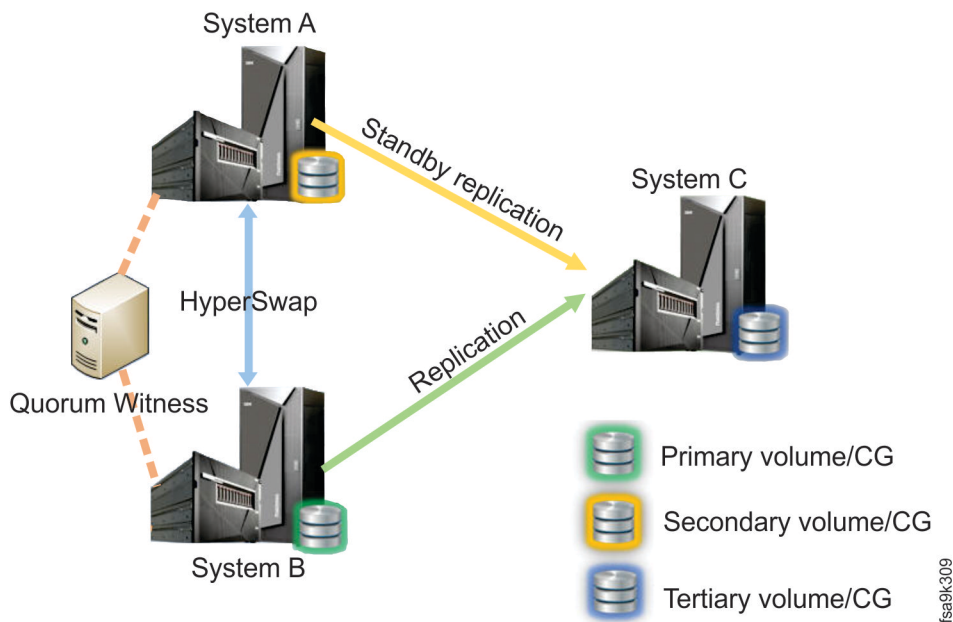 System A
Standby replication
System C
HyperSwap
Replication
Quorum Witness
Primary volume/CG
Secondary volume/CG
System B
Tertiary volume/CG
fsa9k309